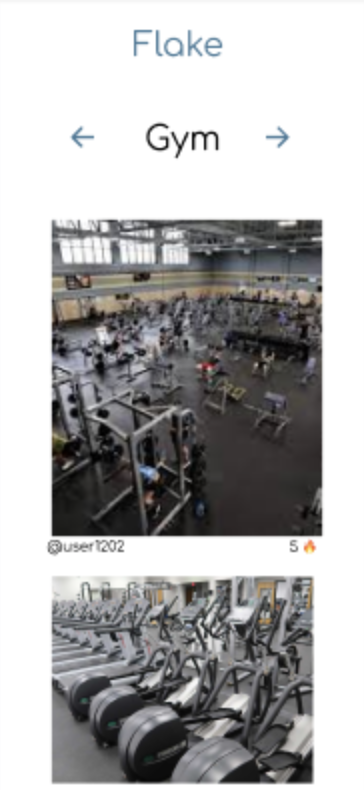 Flake
← Gym →
@user1202 5 🔥